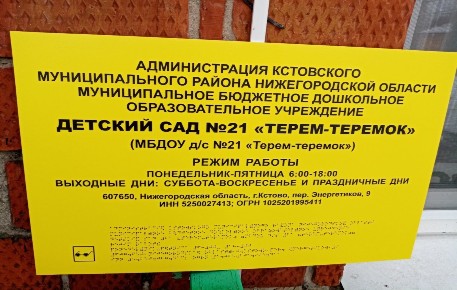 АДМИНИСТРАЦИЯ КСТОВСКОГО
МУНИЦИПАЛЬНОГО РАЙОНА НИЖЕГОРОДСКОЙ ОБЛАСТИ
МУНИЦИПАЛЬНОЕ БЮДЖЕТНОЕ ДОШКОЛЬНОЕ
ОБРАЗОВАТЕЛЬНОЕ УЧРЕЖДЕНИЕ
ДЕТСКИЙ САД №21 «ТЕРЕМ-ТЕРЕМОК»
(МБДОУ д/с №21 «Терем-теремок»)
РЕЖИМ РАБОТЫ
ПОНЕДЕЛЬНИК-ПЯТНИЦА 6:00-18:00
ВЫХОДНЫЕ ДНИ: СУББОТА-ВОСКРЕСЕНЬЕ И ПРАЗДНИЧНЫЕ ДНИ
607650, Нижегородская область, г.Кстово, пер. Энергетиков, 9
ИНН 5250027413; ОГРН 1025201995411